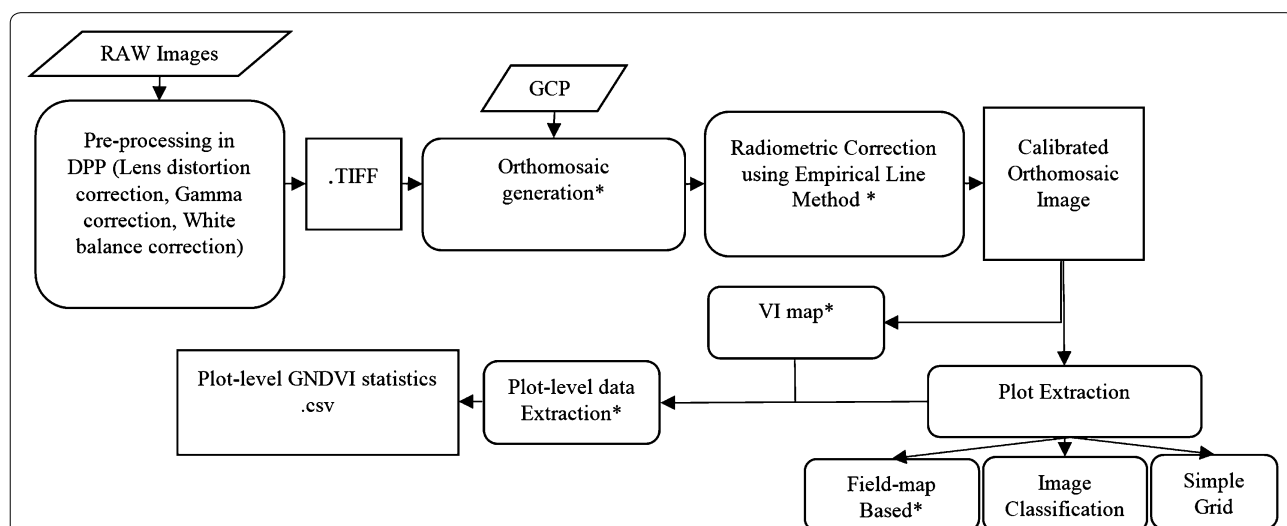 RAW Images
Pre-processing in
DPP (Lens distortion
correction, Gamma
correction, White
balance correction)
.TIFF
GCP
Orthomosaic
generation*
Radiometric Correction
using Empirical Line
Method *
Calibrated
Orthomosaic
Image
VI map*
Plot Extraction
Plot-level data
Extraction*
Plot-level GNDVI statistics
.csv
Field-map
Based*
Image
Classification
Simple
Grid